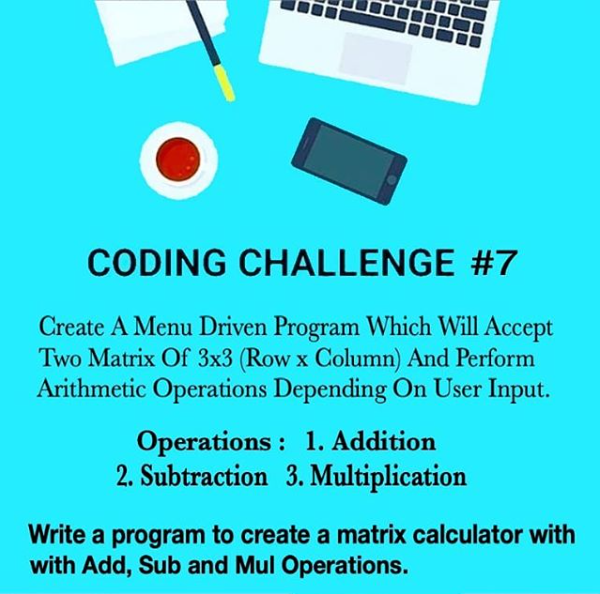 CODING CHALLENGE #7
Create A Menu Driven Program Which Will Accept
Two Matrix Of 3x3 (Row x Column) And Perform
Arithmetic Operations Depending On User Input.
Operations : 1. Addition
2. Subtraction 3. Multiplication
Write a program to create a matrix calculator with
with Add, Sub and Mul Operations.